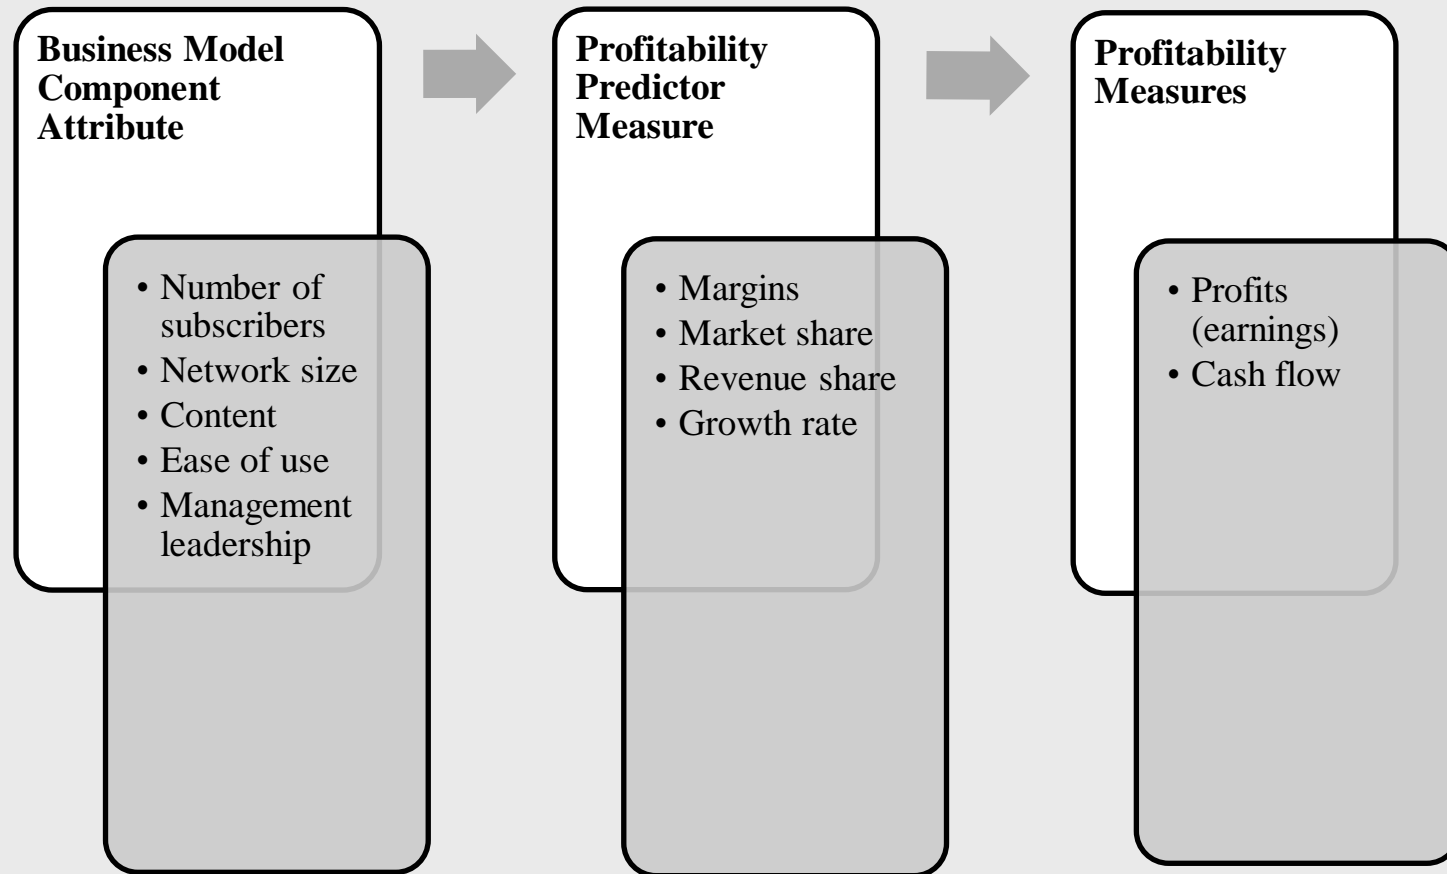 Business Model
Component
Attribute
• Number of
subscribers
• Network size
• Content
• Ease of use
• Management
leadership
Profitability
Predictor
Measure
• Margins
• Market share
• Revenue share
• Growth rate
Profitability
Measures
• Profits
(earnings)
• Cash flow